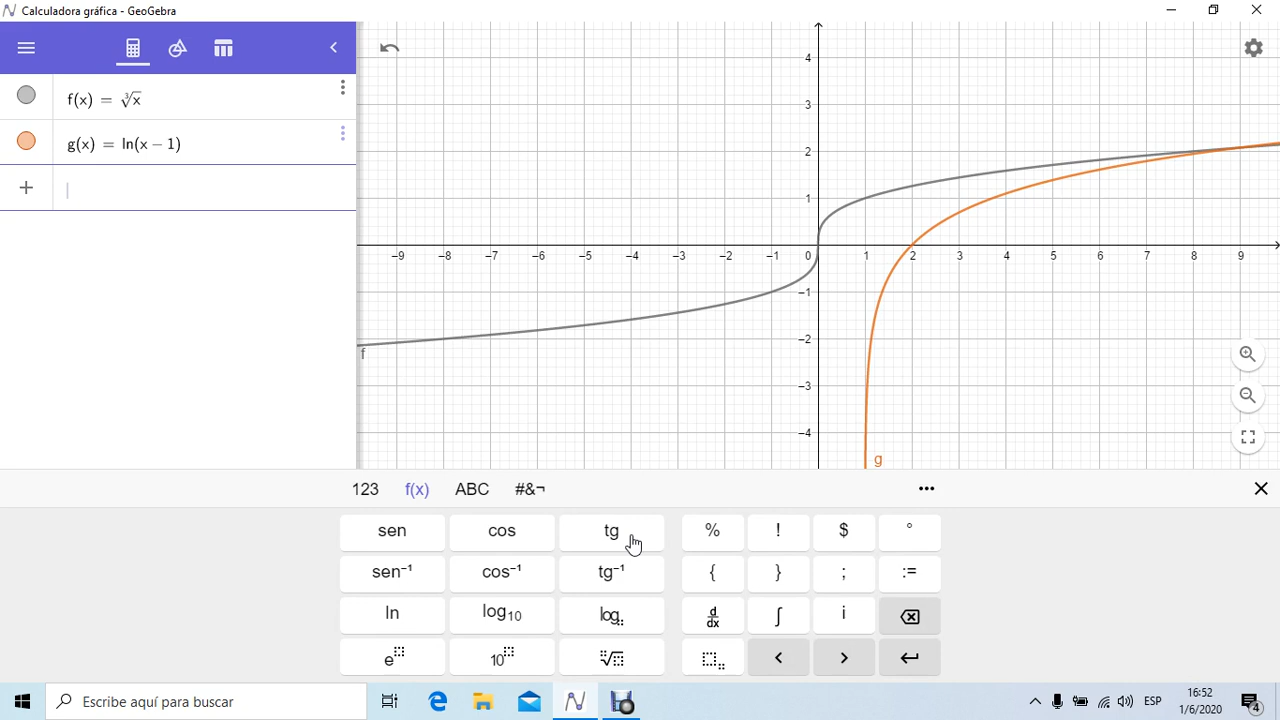 Calculadora gráfica - GeoGebra
f(x) = ∛x
g(x) = ln(x − 1)
4
3
2
1
−9 −8 −7 −6 −5 −4 −3 −2 −1 0 1 2 3 4 5 6 7 8 9
−1
−2
−3
−4
f
g
123 f(x) ABC #&¬
sen cos tg % ! $ °
sen⁻¹ cos⁻¹ tg⁻¹ { } ; :=
ln log₁₀ log d/dx ∫ i
e 10 √ < >
Escribe aquí para buscar
ESP
16:52
1/6/2020
4